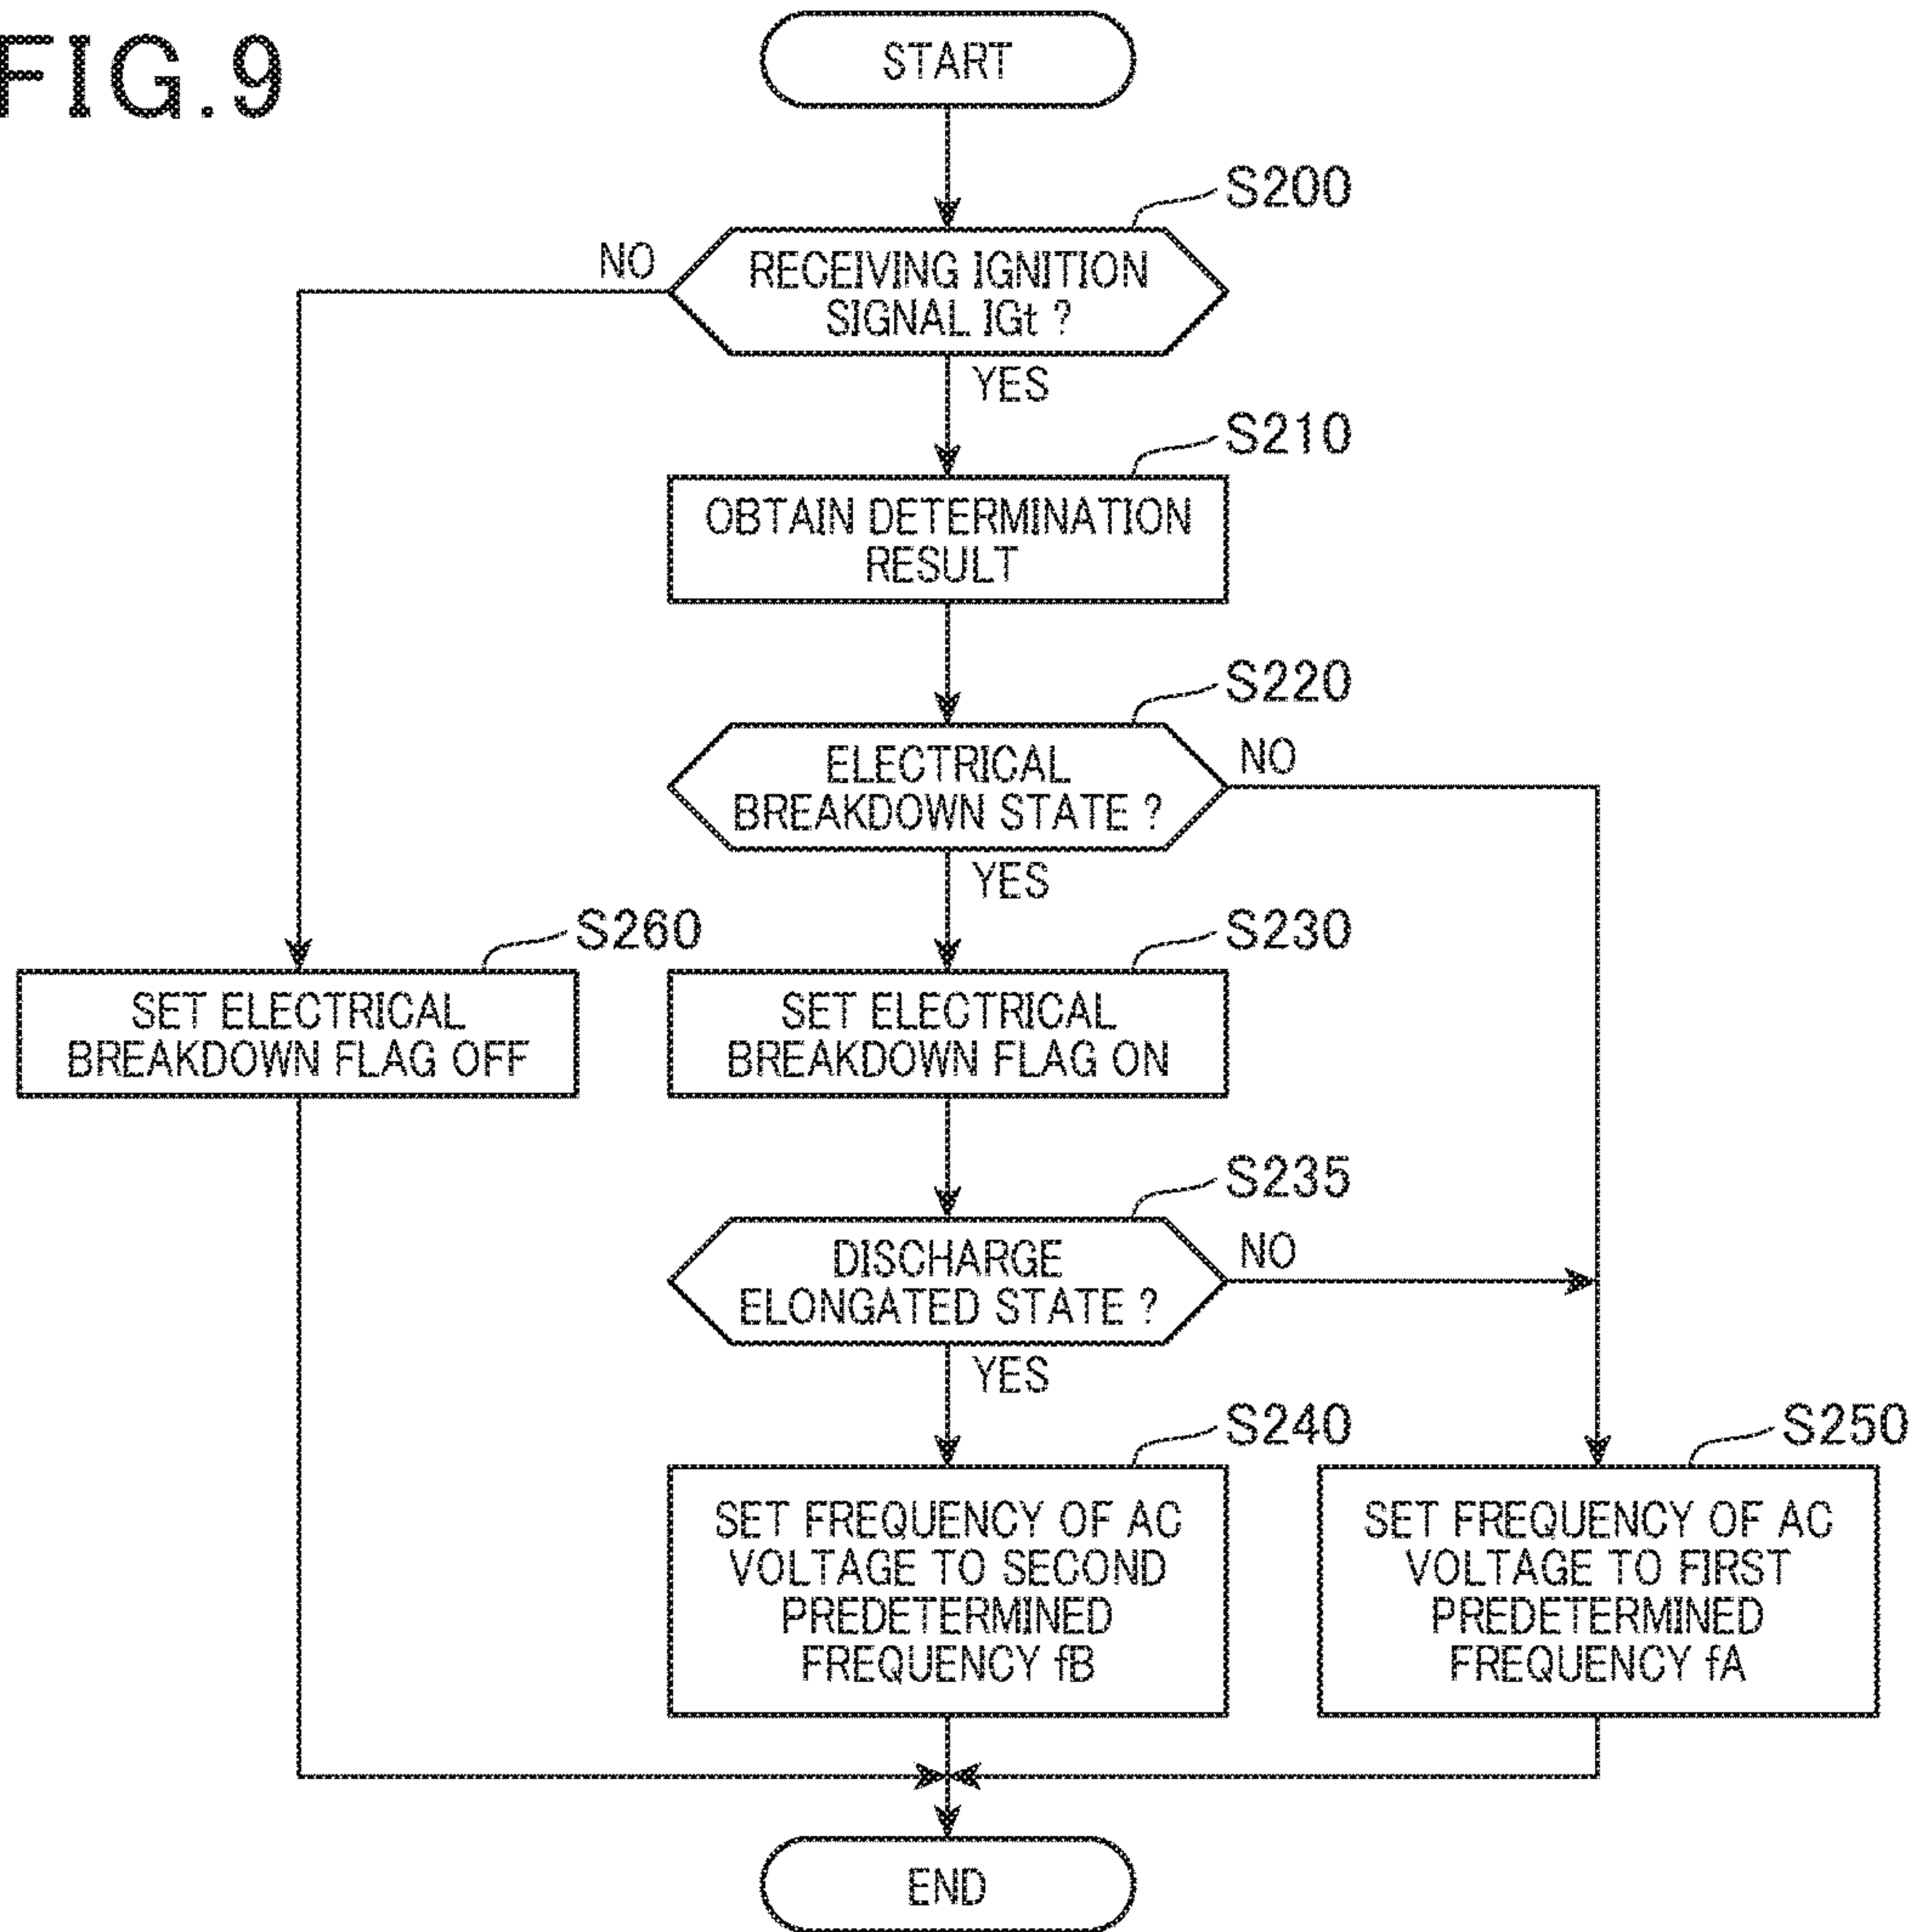 FIG.9
START
S200
NO
RECEIVING IGNITION
SIGNAL IGt ?
YES
S210
OBTAIN DETERMINATION
RESULT
S220
ELECTRICAL
BREAKDOWN STATE ?
NO
YES
S260
SET ELECTRICAL
BREAKDOWN FLAG OFF
S230
SET ELECTRICAL
BREAKDOWN FLAG ON
S235
DISCHARGE
ELONGATED STATE ?
NO
YES
S240
SET FREQUENCY OF AC
VOLTAGE TO SECOND
PREDETERMINED
FREQUENCY fB
S250
SET FREQUENCY OF AC
VOLTAGE TO FIRST
PREDETERMINED
FREQUENCY fA
END